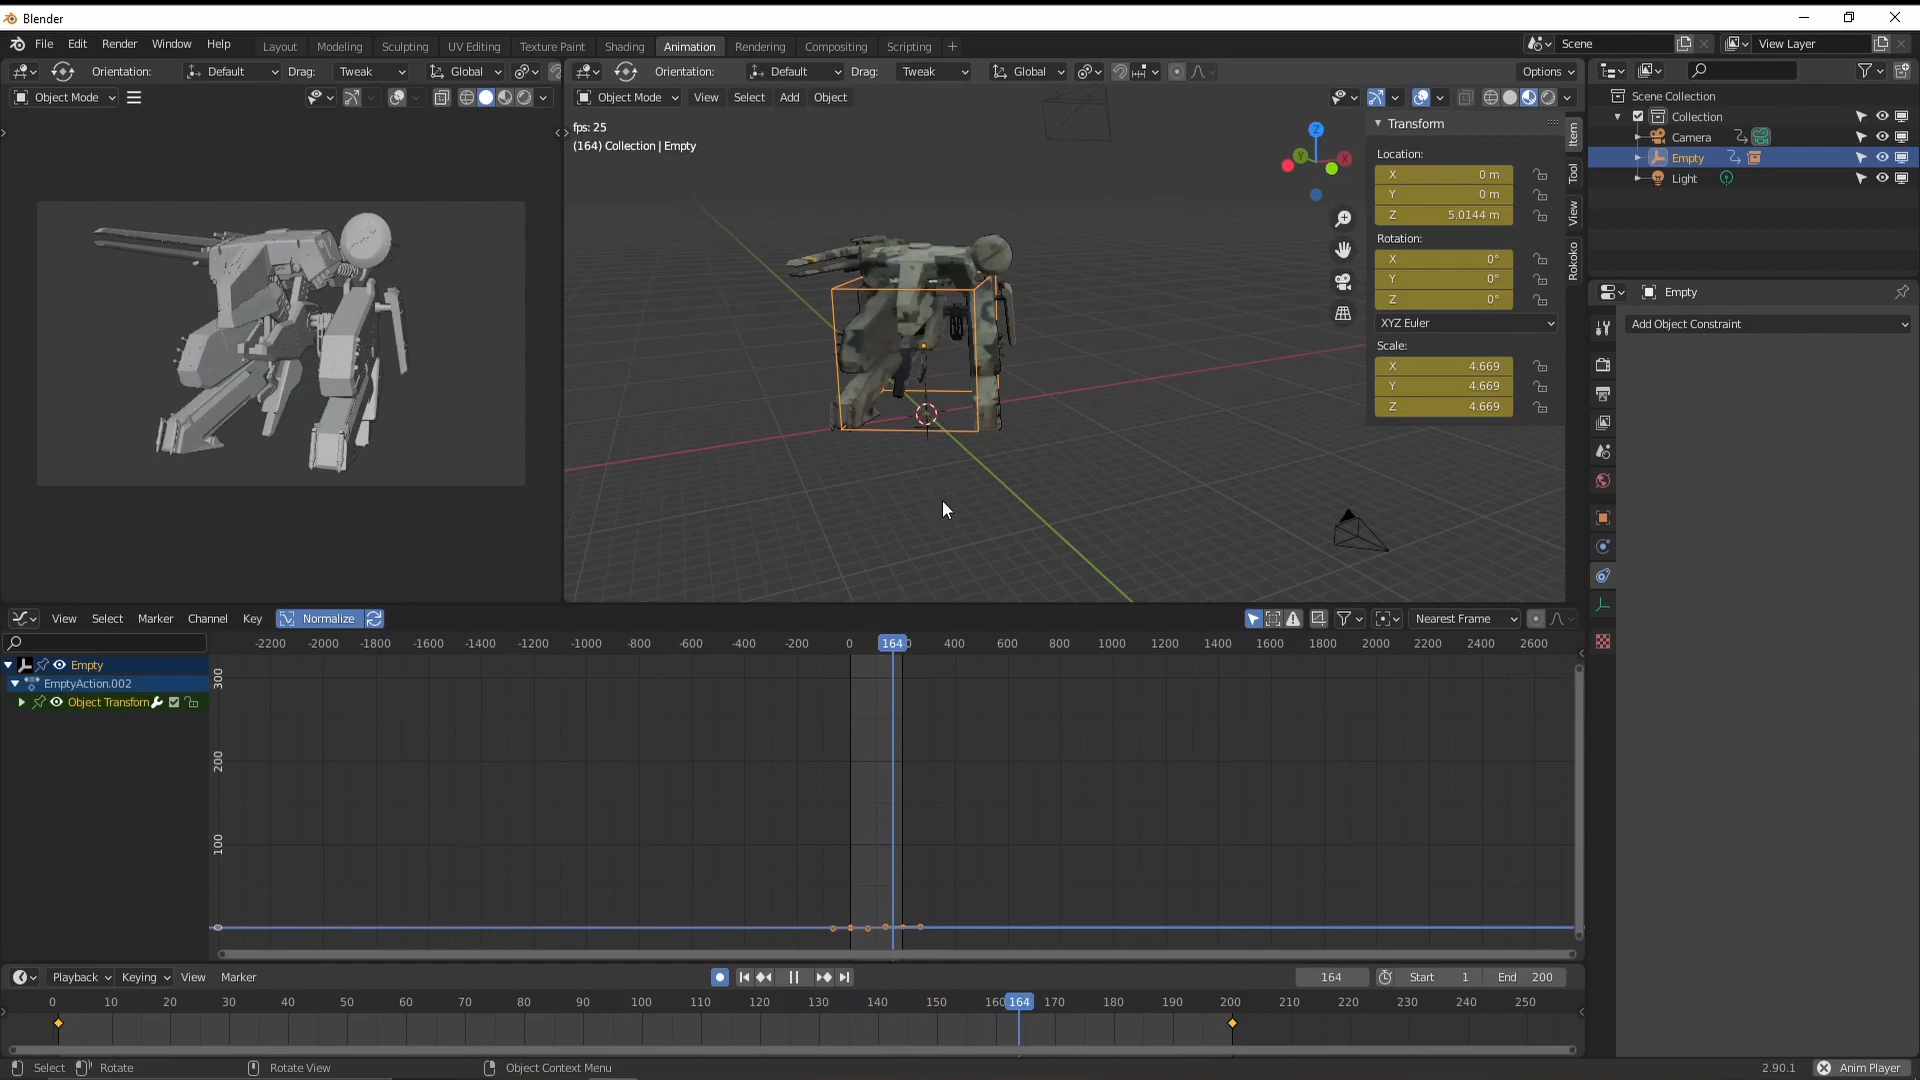 Blender
File Edit Render Window Help Layout Modeling Sculpting UV Editing Texture Paint Shading Animation Rendering Compositing Scripting + Scene View Layer
Orientation: Default Drag: Tweak Global
Orientation: Default Drag: Tweak Global Options
Object Mode
Object Mode View Select Add Object
fps: 25
(164) Collection | Empty
Z
Y
X
Transform
Location:
X 0 m
Y 0 m
Z 5.0144 m
Rotation:
X 0°
Y 0°
Z 0°
XYZ Euler
Scale:
X 4.669
Y 4.669
Z 4.669
Item
Tool
View
Rokoko
Scene Collection
Collection
Camera
Empty
Light
Empty
Add Object Constraint
View Select Marker Channel Key Normalize Nearest Frame
-2200 -2000 -1800 -1600 -1400 -1200 -1000 -800 -600 -400 -200 0 164 400 600 800 1000 1200 1400 1600 1800 2000 2200 2400 2600
Empty
EmptyAction.002
Object Transforn
300
200
100
0
Playback Keying View Marker 164 Start 1 End 200
0 10 20 30 40 50 60 70 80 90 100 110 120 130 140 150 160 164 170 180 190 200 210 220 230 240 250
Select Rotate Rotate View Object Context Menu 2.90.1 Anim Player